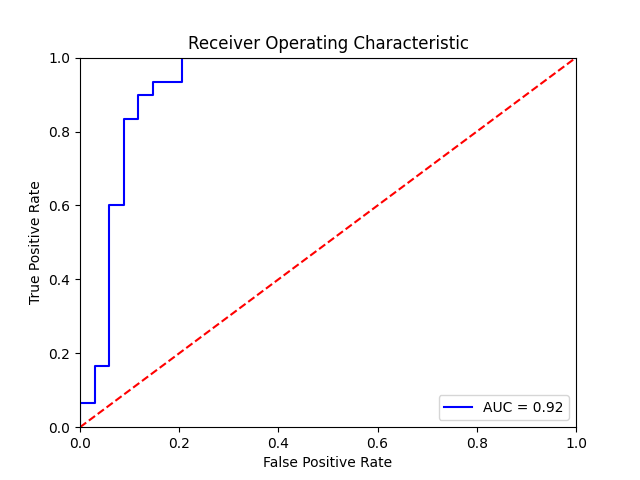 Receiver Operating Characteristic
True Positive Rate
1.0
0.8
0.6
0.4
0.2
0.0
AUC = 0.92
0.0 0.2 0.4 0.6 0.8 1.0
False Positive Rate